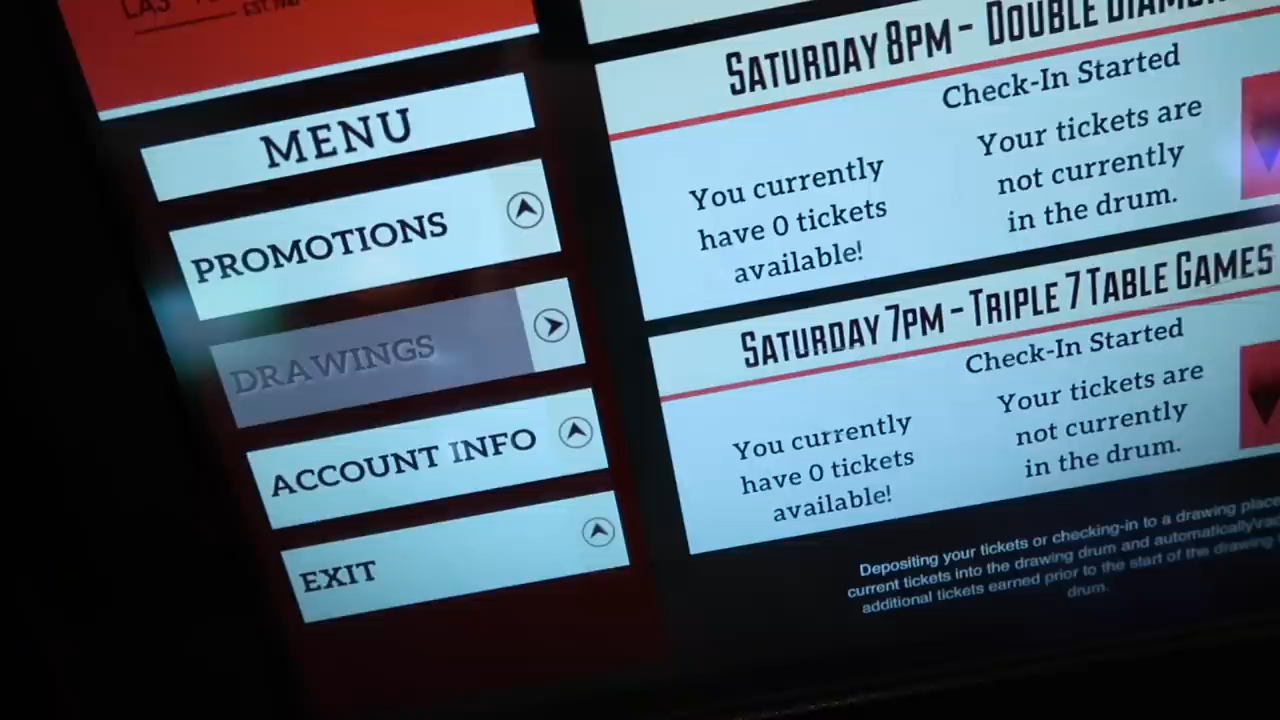 LAS
MENU
PROMOTIONS
DRAWINGS
ACCOUNT INFO
EXIT
SATURDAY 8PM - DOUBLE
Check-In Started
You currently
have 0 tickets
available!
Your tickets are
not currently
in the drum.
SATURDAY 7PM - TRIPLE 7 TABLE GAMES
Check-In Started
You currently
have 0 tickets
available!
Your tickets are
not currently
in the drum.
Depositing your tickets or checking-in to a drawing
current tickets into the drawing drum and
additional tickets earned prior to the start of the drawing
drum.